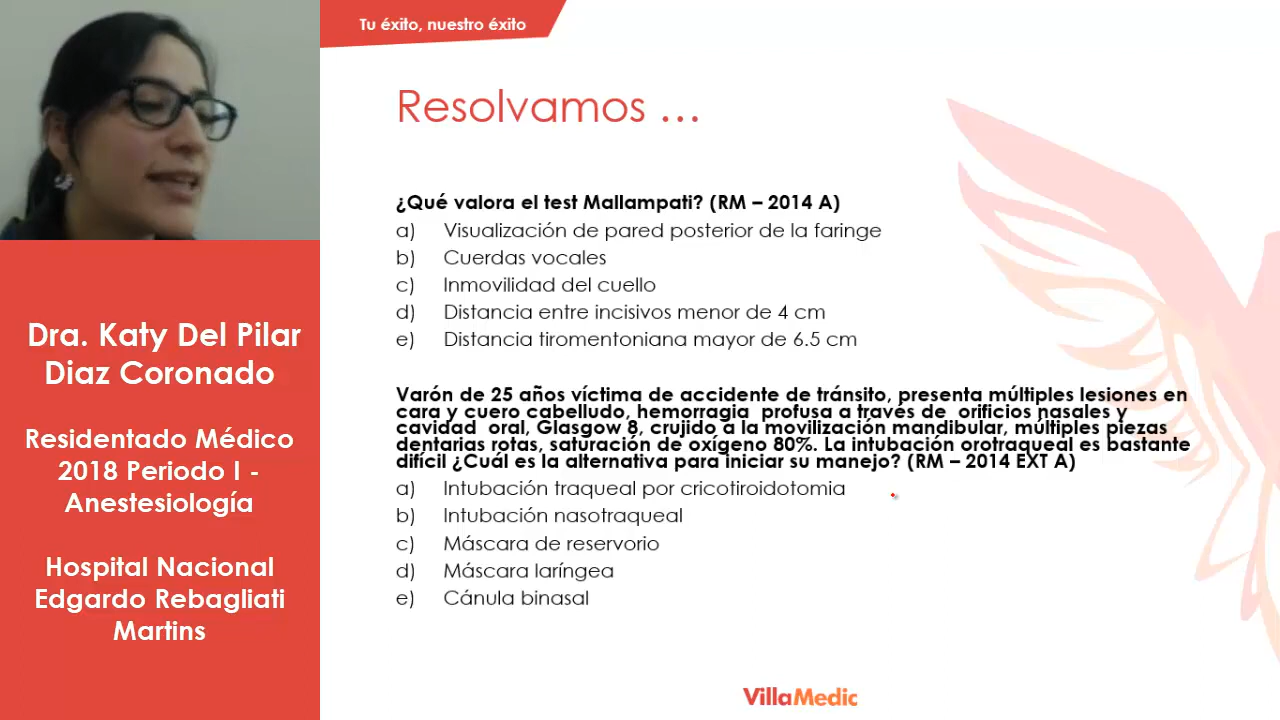 Tu éxito, nuestro éxito
Resolvamos ...
¿Qué valora el test Mallampati? (RM – 2014 A)
a) Visualización de pared posterior de la faringe
b) Cuerdas vocales
c) Inmovilidad del cuello
d) Distancia entre incisivos menor de 4 cm
e) Distancia tiromentoniana mayor de 6.5 cm
Varón de 25 años víctima de accidente de tránsito, presenta múltiples lesiones en
cara y cuero cabelludo, hemorragia profusa a través de orificios nasales y
cavidad oral, Glasgow 8, crujido a la movilización mandibular, múltiples piezas
dentarias rotas, saturación de oxígeno 80%. La intubación orotraqueal es bastante
difícil ¿Cuál es la alternativa para iniciar su manejo? (RM – 2014 EXT A)
a) Intubación traqueal por cricotiroidotomia
b) Intubación nasotraqueal
c) Máscara de reservorio
d) Máscara laríngea
e) Cánula binasal
Dra. Katy Del Pilar
Diaz Coronado
Residentado Médico
2018 Periodo I -
Anestesiología
Hospital Nacional
Edgardo Rebagliati
Martins
VillaMedic